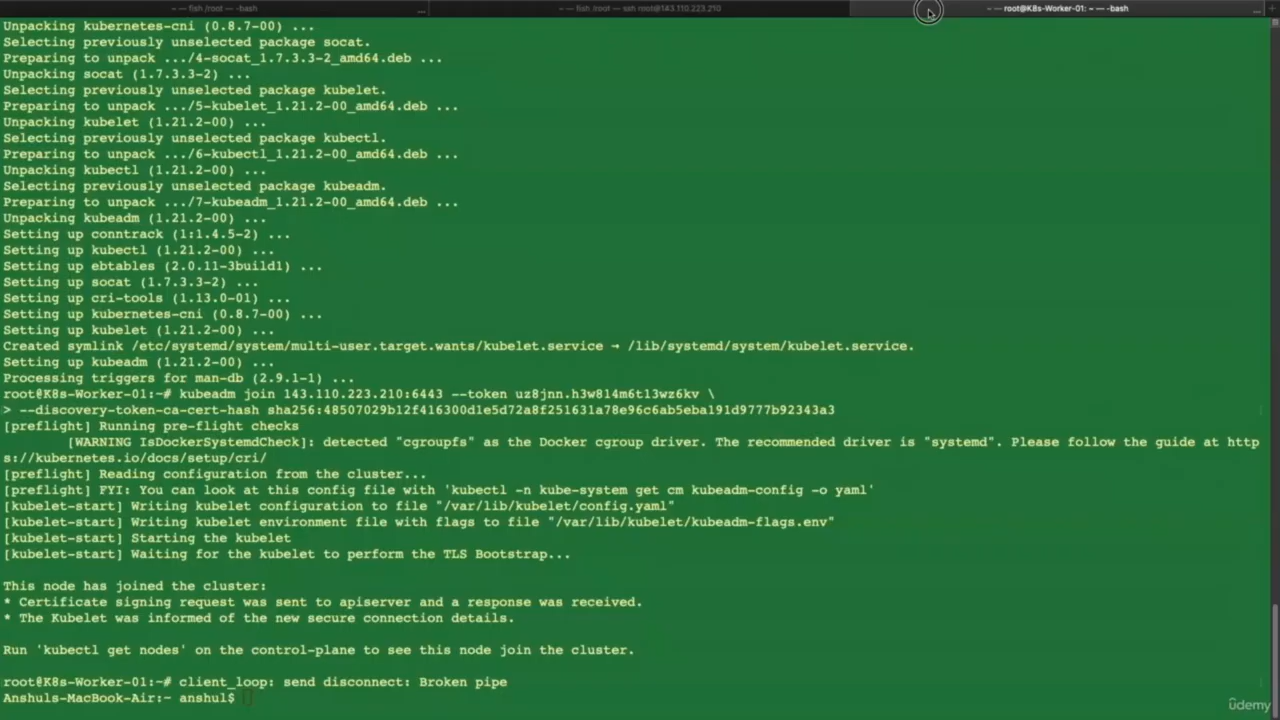 ~ — fish /root — -bash
~ — fish /root — ssh root@143.110.223.210
~ — root@K8s-Worker-01: ~ — -bash
Unpacking kubernetes-cni (0.8.7-00) ...
Selecting previously unselected package socat.
Preparing to unpack .../4-socat_1.7.3.3-2_amd64.deb ...
Unpacking socat (1.7.3.3-2) ...
Selecting previously unselected package kubelet.
Preparing to unpack .../5-kubelet_1.21.2-00_amd64.deb ...
Unpacking kubelet (1.21.2-00) ...
Selecting previously unselected package kubectl.
Preparing to unpack .../6-kubectl_1.21.2-00_amd64.deb ...
Unpacking kubectl (1.21.2-00) ...
Selecting previously unselected package kubeadm.
Preparing to unpack .../7-kubeadm_1.21.2-00_amd64.deb ...
Unpacking kubeadm (1.21.2-00) ...
Setting up conntrack (1:1.4.5-2) ...
Setting up kubectl (1.21.2-00) ...
Setting up ebtables (2.0.11-3build1) ...
Setting up socat (1.7.3.3-2) ...
Setting up cri-tools (1.13.0-01) ...
Setting up kubernetes-cni (0.8.7-00) ...
Setting up kubelet (1.21.2-00) ...
Created symlink /etc/systemd/system/multi-user.target.wants/kubelet.service → /lib/systemd/system/kubelet.service.
Setting up kubeadm (1.21.2-00) ...
Processing triggers for man-db (2.9.1-1) ...
root@K8s-Worker-01:~# kubeadm join 143.110.223.210:6443 --token uz8jnn.h3w8l4m6t13wz6kv \
> --discovery-token-ca-cert-hash sha256:48507029b12f416300d1e5d72a8f251631a78e96c6ab5eba191d9777b92343a3
[preflight] Running pre-flight checks
[WARNING IsDockerSystemdCheck]: detected "cgroupfs" as the Docker cgroup driver. The recommended driver is "systemd". Please follow the guide at http
s://kubernetes.io/docs/setup/cri/
[preflight] Reading configuration from the cluster...
[preflight] FYI: You can look at this config file with 'kubectl -n kube-system get cm kubeadm-config -o yaml'
[kubelet-start] Writing kubelet configuration to file "/var/lib/kubelet/config.yaml"
[kubelet-start] Writing kubelet environment file with flags to file "/var/lib/kubelet/kubeadm-flags.env"
[kubelet-start] Starting the kubelet
[kubelet-start] Waiting for the kubelet to perform the TLS Bootstrap...
This node has joined the cluster:
* Certificate signing request was sent to apiserver and a response was received.
* The Kubelet was informed of the new secure connection details.
Run 'kubectl get nodes' on the control-plane to see this node join the cluster.
root@K8s-Worker-01:~# client_loop: send disconnect: Broken pipe
Anshuls-MacBook-Air:~ anshul$
ûdemy